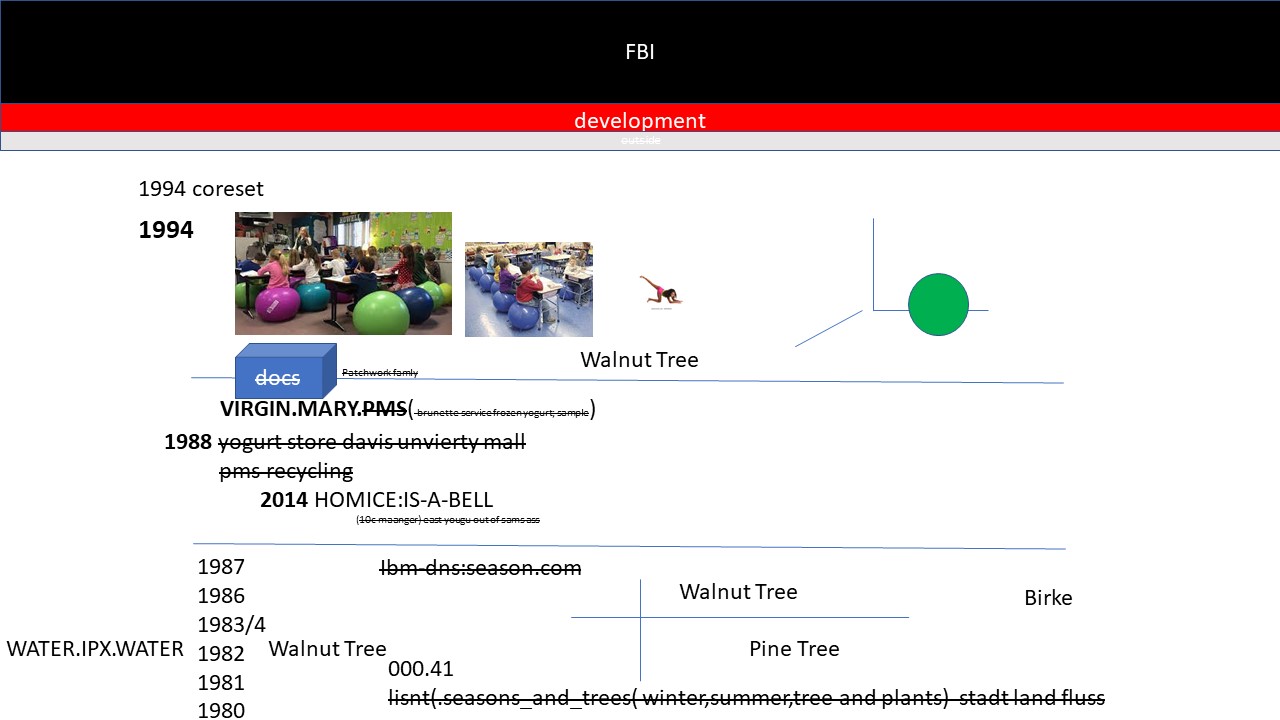 FBI
development
outside
1994 coreset
1994
HOWELL
Walnut Tree
docs
Patchwork famly
VIRGIN.MARY.PMS( brunette service frozen yogurt; sample)
1988 yogurt store davis unvierty mall
pms recycling
2014 HOMICE:IS-A-BELL
(10c maanger) east yougu out of sams ass
1987
Ibm-dns:season.com
1986
Walnut Tree
Birke
1983/4
WATER.IPX.WATER
1982
Walnut Tree
Pine Tree
000.41
1981
lisnt(.seasons_and_trees( winter,summer,tree and plants) stadt land fluss
1980